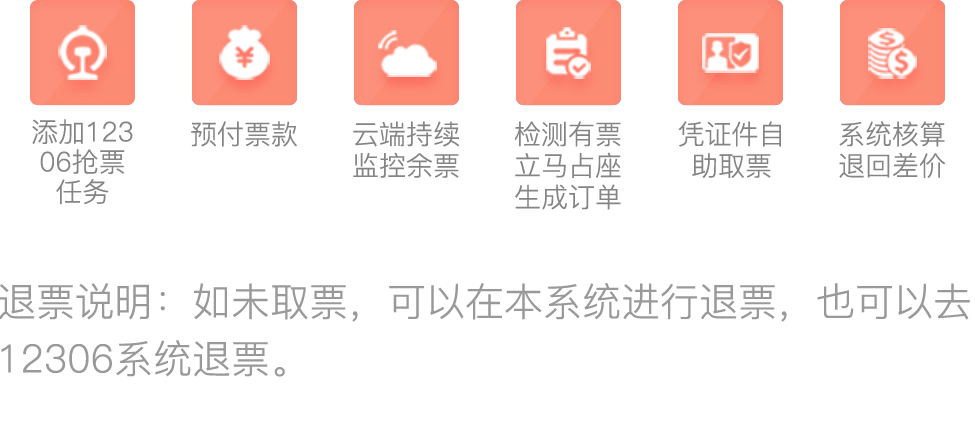 添加123
06抢票
任务
预付票款
云端持续
监控余票
检测有票
立马占座
生成订单
凭证件自
助取票
系统核算
退回差价
退票说明：如未取票，可以在本系统进行退票，也可以去
12306系统退票。